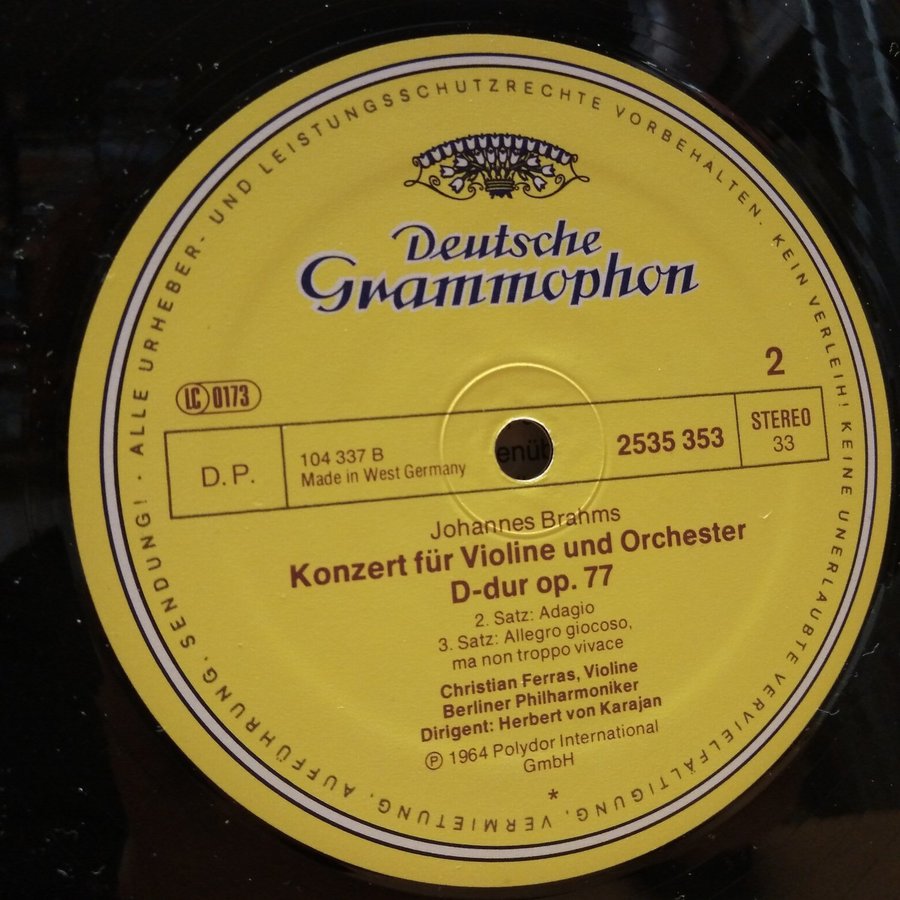 ALLE URHEBER- UND LEISTUNGSSCHUTZRECHTE VORBEHALTEN. KEIN VERLEIH! KEINE UNERLAUBTE VERVIELFÄLTIGUNG, VERMIETUNG, AUFFÜHRUNG, SENDUNG! ·
Deutsche
Grammophon
2
LC 0173
D.P.
104 337 B
Made in West Germany
enüb
2535 353
STEREO
33
Johannes Brahms
Konzert für Violine und Orchester
D-dur op. 77
2. Satz: Adagio
3. Satz: Allegro giocoso,
ma non troppo vivace
Christian Ferras, Violine
Berliner Philharmoniker
Dirigent: Herbert von Karajan
Ⓟ 1964 Polydor International
GmbH
*